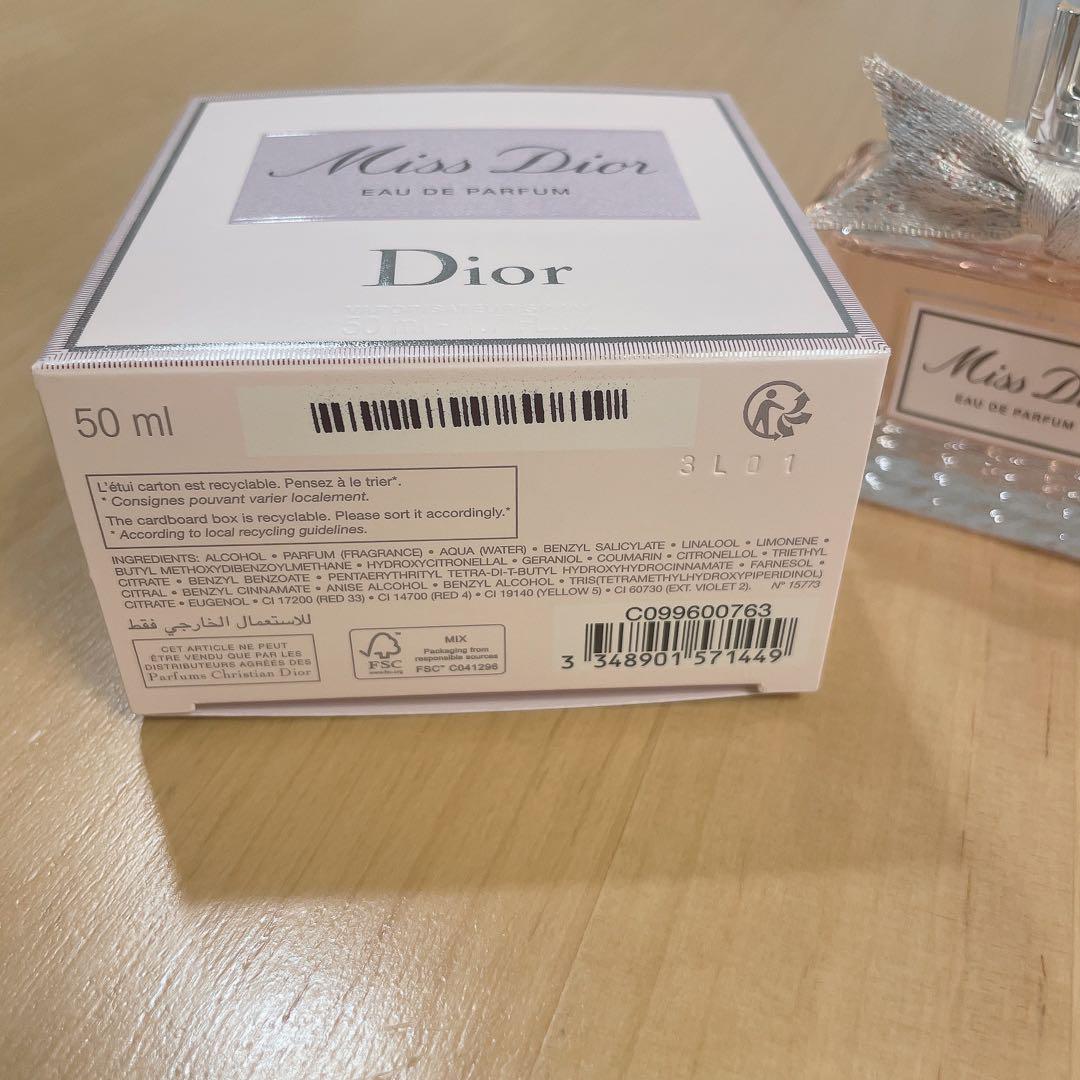 Miss Dior
EAU DE PARFUM
Dior
50 ml
3L01
L'étui carton est recyclable. Pensez à le trier*.
* Consignes pouvant varier localement.
The cardboard box is recyclable. Please sort it accordingly.*
* According to local recycling guidelines.
INGREDIENTS: ALCOHOL • PARFUM (FRAGRANCE) • AQUA (WATER) • BENZYL SALICYLATE • LINALOOL • LIMONENE •
BUTYL METHOXYDIBENZOYLMETHANE • HYDROXYCITRONELLAL • GERANIOL • COUMARIN • CITRONELLOL • TRIETHYL
CITRATE • BENZYL BENZOATE • PENTAERYTHRITYL TETRA-DI-T-BUTYL HYDROXYHYDROCINNAMATE • FARNESOL •
CITRAL • BENZYL CINNAMATE • ANISE ALCOHOL • BENZYL ALCOHOL • TRIS(TETRAMETHYLHYDROXYPIPERIDINOL)
CITRATE • EUGENOL • CI 17200 (RED 33) • CI 14700 (RED 4) • CI 19140 (YELLOW 5) • CI 60730 (EXT. VIOLET 2). N° 15773
للاستعمال الخارجي فقط
CET ARTICLE NE PEUT
ÊTRE VENDU QUE PAR LES
DISTRIBUTEURS AGRÉÉS DES
Parfums Christian Dior
FSC
www.fsc.org
MIX
Packaging from
responsible sources
FSC™ C041296
C099600763
3 348901 571449
Miss
EAU DE PARFUM